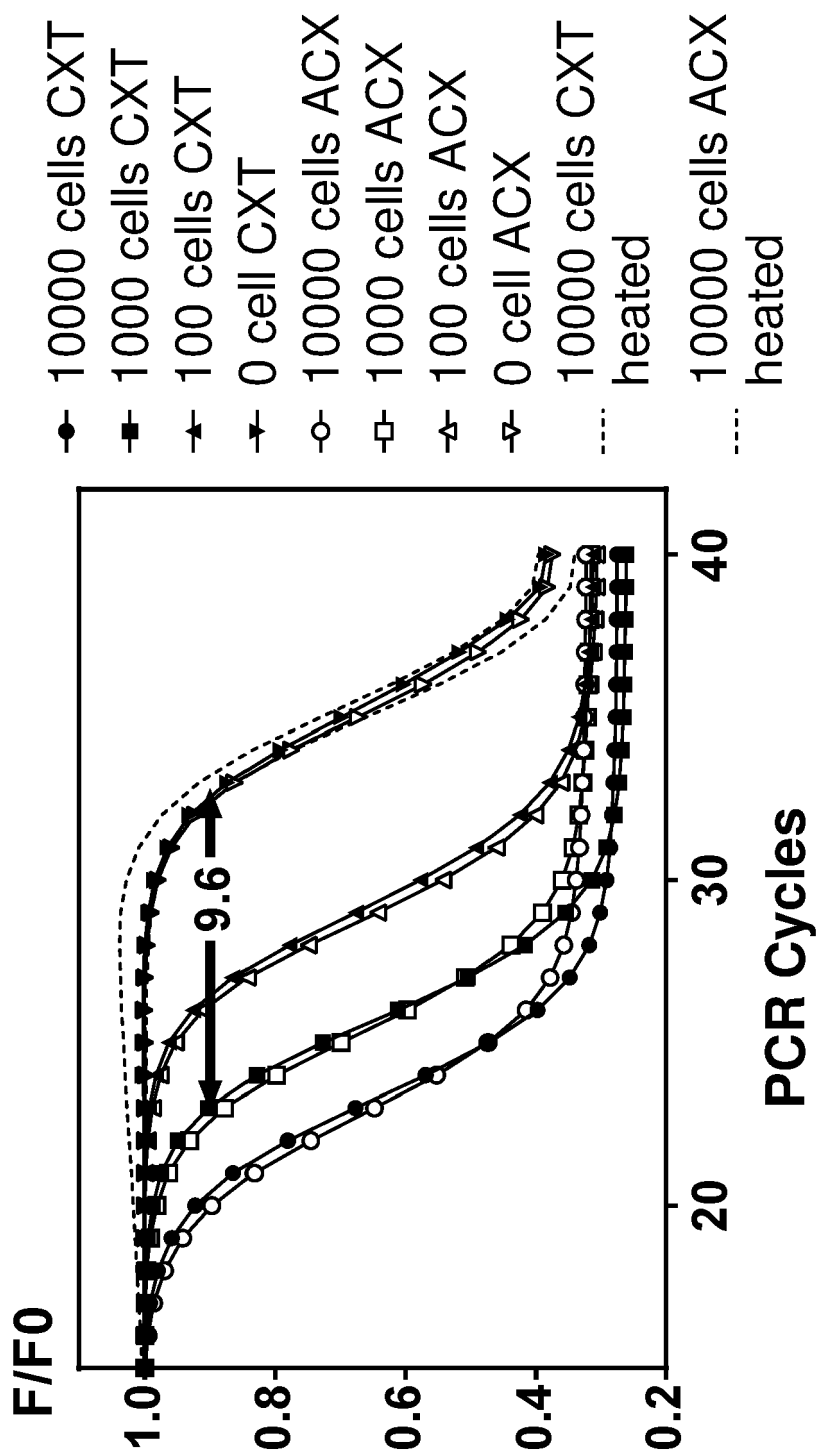 F/F0
1.0
0.8
0.6
0.4
0.2
9.6
20
30
40
PCR Cycles
10000 cells CXT
1000 cells CXT
100 cells CXT
0 cell CXT
10000 cells ACX
1000 cells ACX
100 cells ACX
0 cell ACX
10000 cells CXT
heated
10000 cells ACX
heated